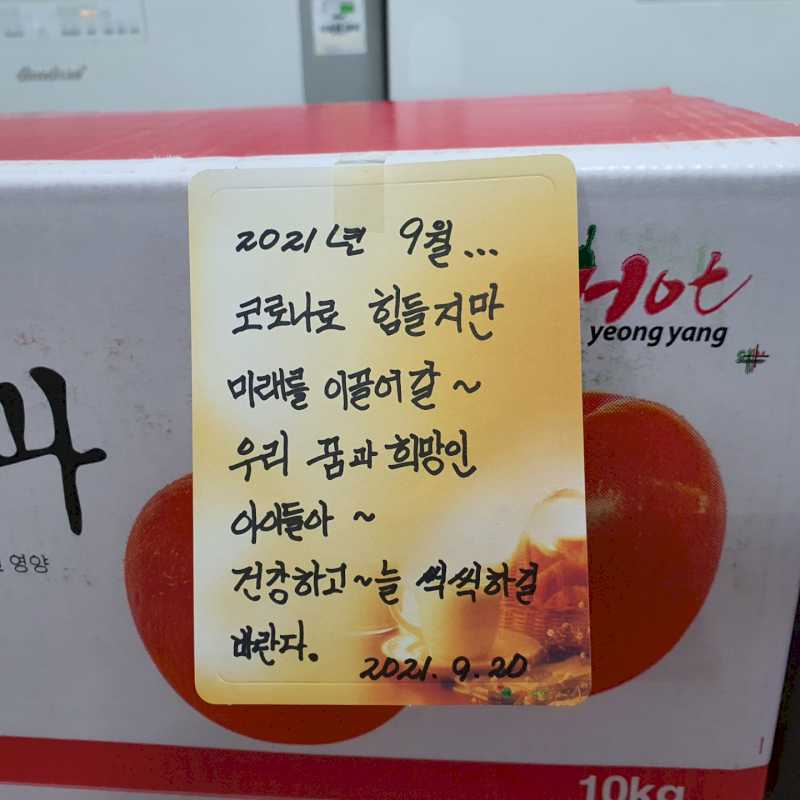 2021년 9월...
코로나로 힘들지만
미래를 이끌어갈~
우리 꿈과 희망인
아이들아~
건강하고~늘 씩씩하길
바란다.
2021. 9. 20
Hot
yeongyang
영양
10kg